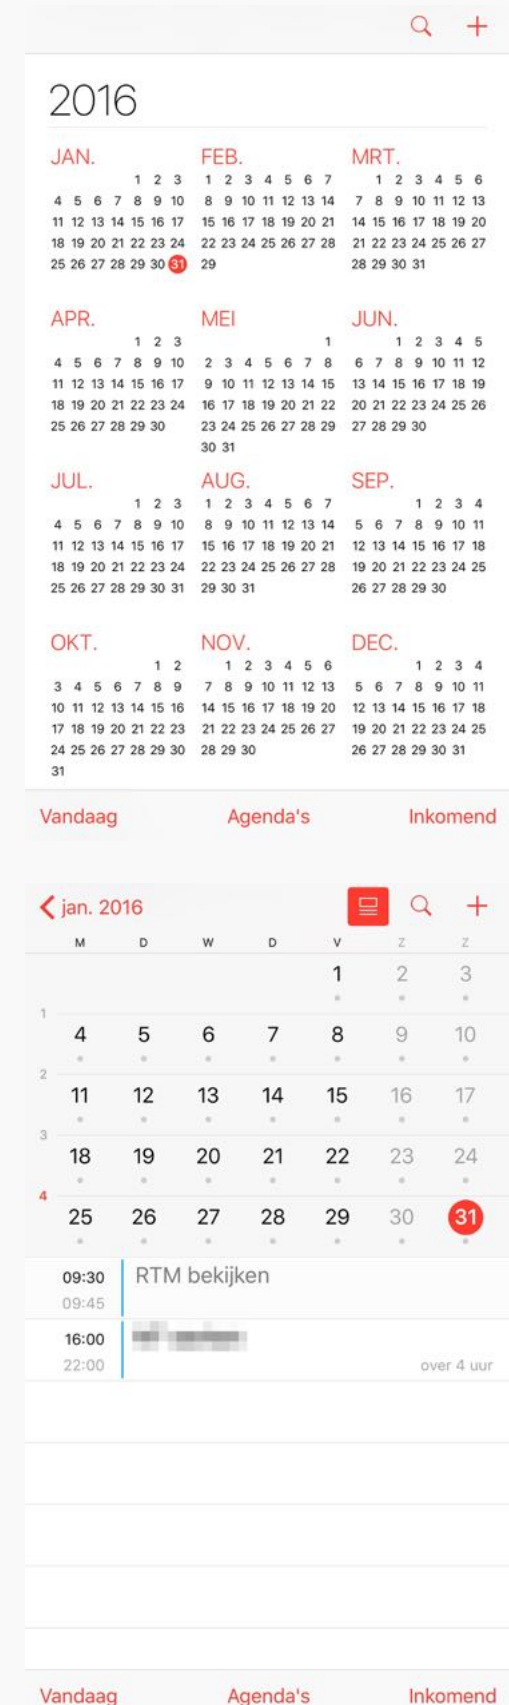 2016
JAN. FEB. MRT.
1 2 3 1 2 3 4 5 6 7 1 2 3 4 5 6
4 5 6 7 8 9 10 8 9 10 11 12 13 14 7 8 9 10 11 12 13
11 12 13 14 15 16 17 15 16 17 18 19 20 21 14 15 16 17 18 19 20
18 19 20 21 22 23 24 22 23 24 25 26 27 28 21 22 23 24 25 26 27
25 26 27 28 29 30 31 29 28 29 30 31
APR. MEI JUN.
1 2 3 1 1 2 3 4 5
4 5 6 7 8 9 10 2 3 4 5 6 7 8 6 7 8 9 10 11 12
11 12 13 14 15 16 17 9 10 11 12 13 14 15 13 14 15 16 17 18 19
18 19 20 21 22 23 24 16 17 18 19 20 21 22 20 21 22 23 24 25 26
25 26 27 28 29 30 23 24 25 26 27 28 29 27 28 29 30
30 31
JUL. AUG. SEP.
1 2 3 1 2 3 4 5 6 7 1 2 3 4
4 5 6 7 8 9 10 8 9 10 11 12 13 14 5 6 7 8 9 10 11
11 12 13 14 15 16 17 15 16 17 18 19 20 21 12 13 14 15 16 17 18
18 19 20 21 22 23 24 22 23 24 25 26 27 28 19 20 21 22 23 24 25
25 26 27 28 29 30 31 29 30 31 26 27 28 29 30
OKT. NOV. DEC.
1 2 1 2 3 4 5 6 1 2 3 4
3 4 5 6 7 8 9 7 8 9 10 11 12 13 5 6 7 8 9 10 11
10 11 12 13 14 15 16 14 15 16 17 18 19 20 12 13 14 15 16 17 18
17 18 19 20 21 22 23 21 22 23 24 25 26 27 19 20 21 22 23 24 25
24 25 26 27 28 29 30 28 29 30 26 27 28 29 30 31
31
Vandaag Agenda's Inkomend
jan. 2016
M D W D V Z Z
1 2 3
1
4 5 6 7 8 9 10
2
11 12 13 14 15 16 17
3
18 19 20 21 22 23 24
4
25 26 27 28 29 30 31
09:30 RTM bekijken
09:45
16:00
22:00 over 4 uur
Vandaag Agenda's Inkomend